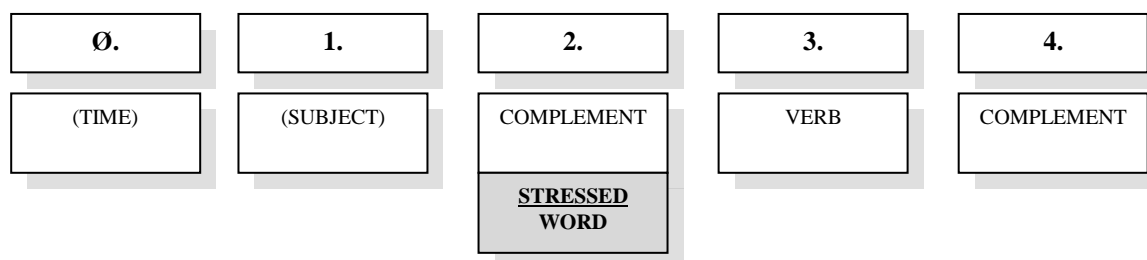 Ø. 1. 2. 3. 4.
(TIME) (SUBJECT) COMPLEMENT VERB COMPLEMENT
STRESSED
WORD